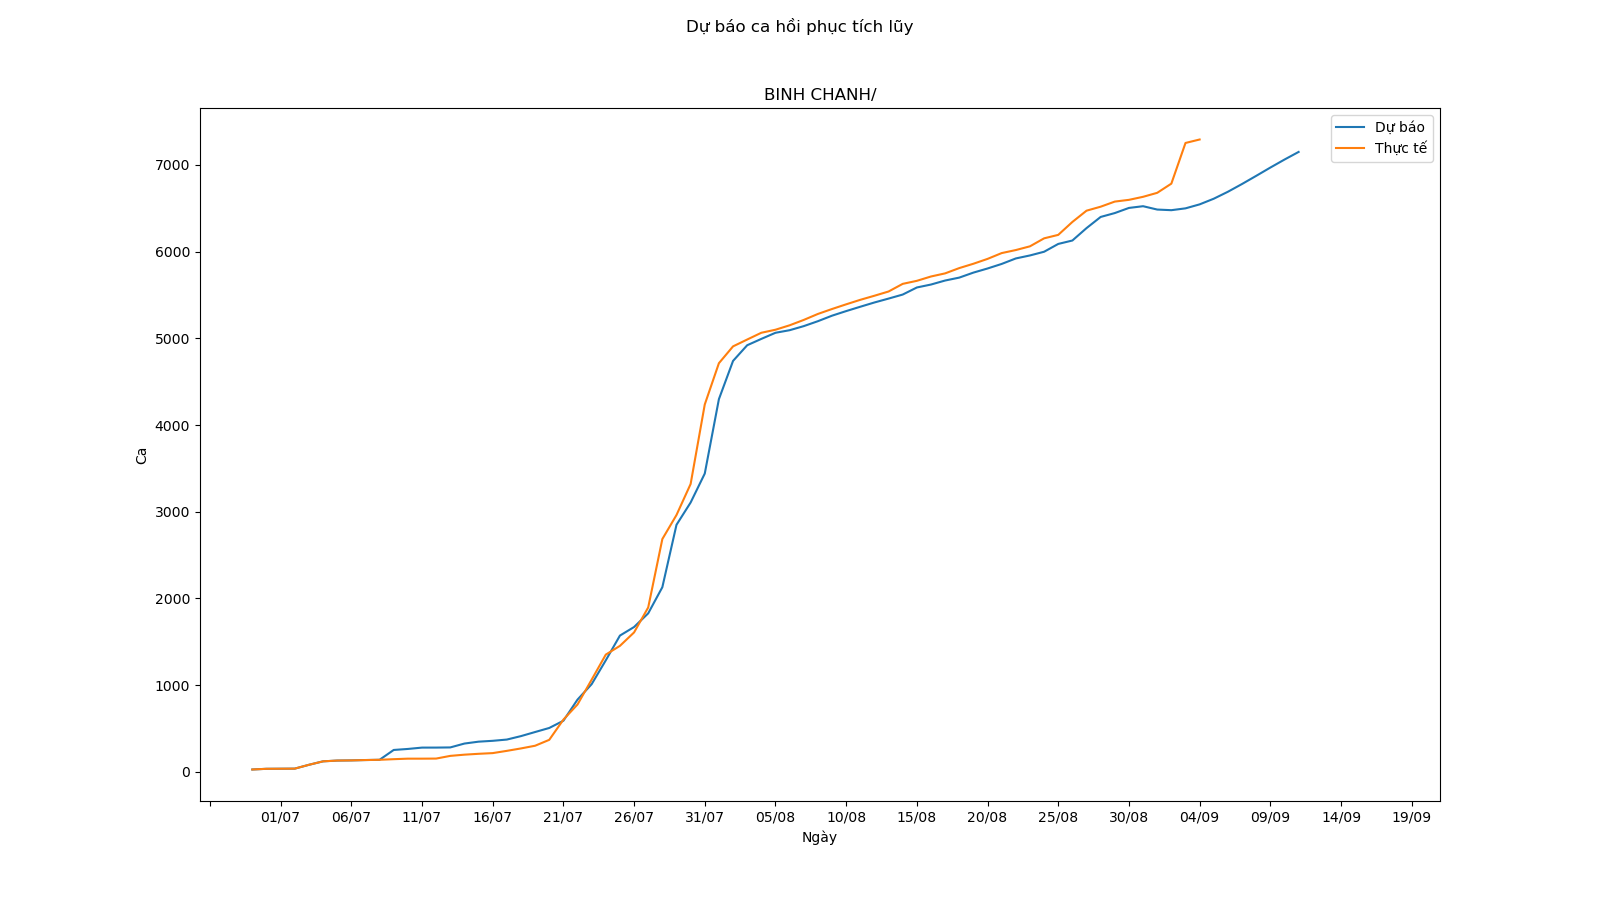 Dự báo ca hồi phục tích lũy
BINH CHANH/
Dự báo
Thực tế
7000
6000
5000
4000
3000
2000
1000
0
Ca
01/07 06/07 11/07 16/07 21/07 26/07 31/07 05/08 10/08 15/08 20/08 25/08 30/08 04/09 09/09 14/09 19/09
Ngày